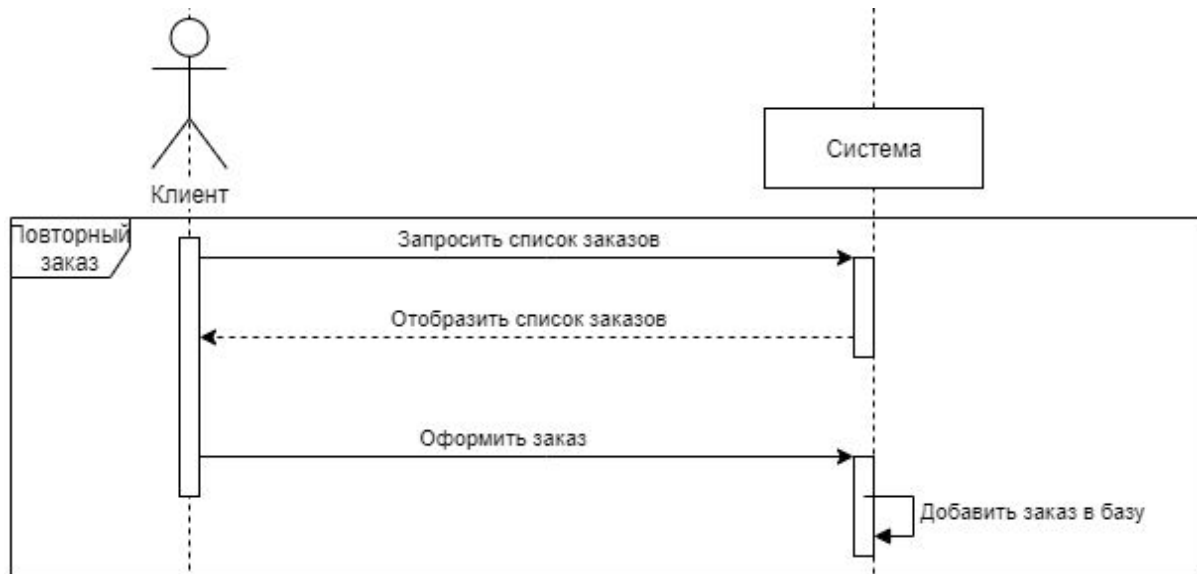 Клиент
Система
Повторный
заказ
Запросить список заказов
Отобразить список заказов
Оформить заказ
Добавить заказ в базу